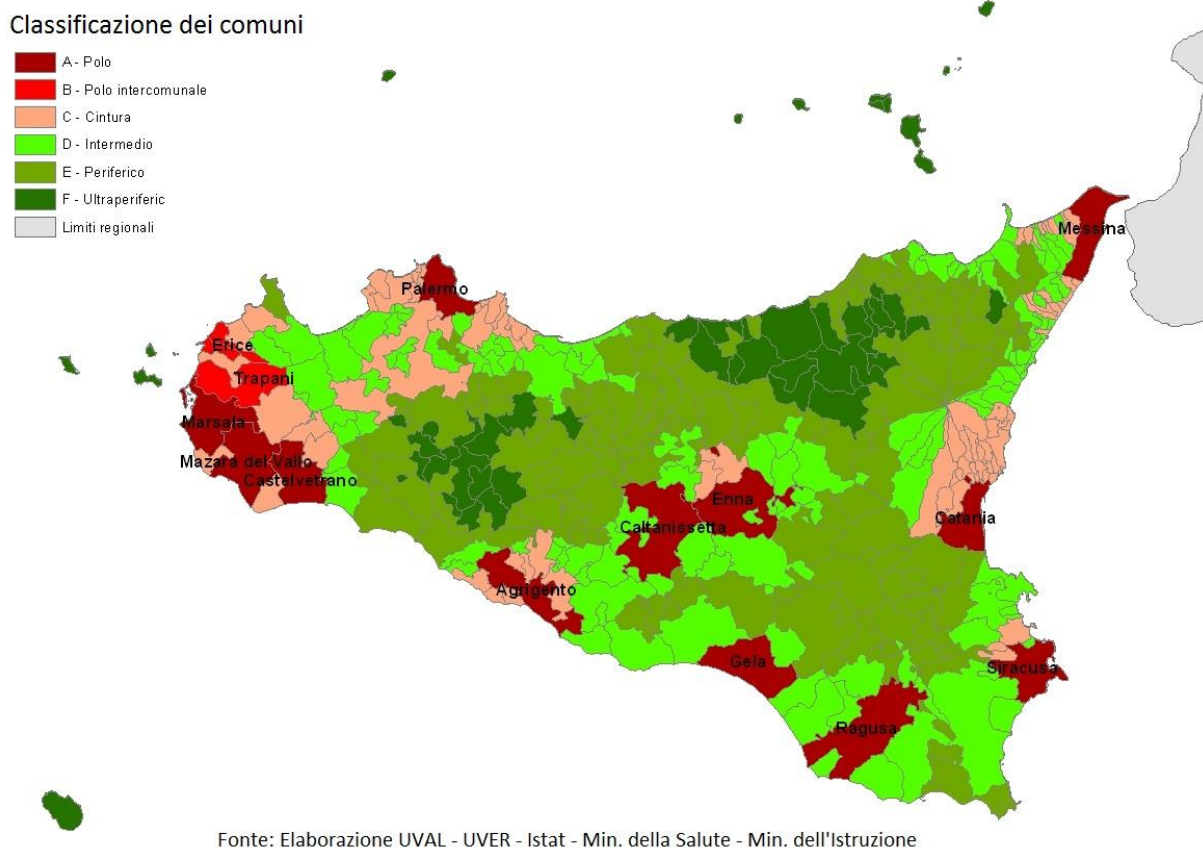 Classificazione dei comuni
A - Polo
B - Polo intercomunale
C - Cintura
D - Intermedio
E - Periferico
F - Ultraperiferic
Limiti regionali
Messina
Palermo
Erice
Trapani
Marsala
Mazara del Vallo
Castelvetrano
Enna
Caltanissetta
Catania
Agrigento
Gela
Siracusa
Ragusa
Fonte: Elaborazione UVAL - UVER - Istat - Min. della Salute - Min. dell'Istruzione